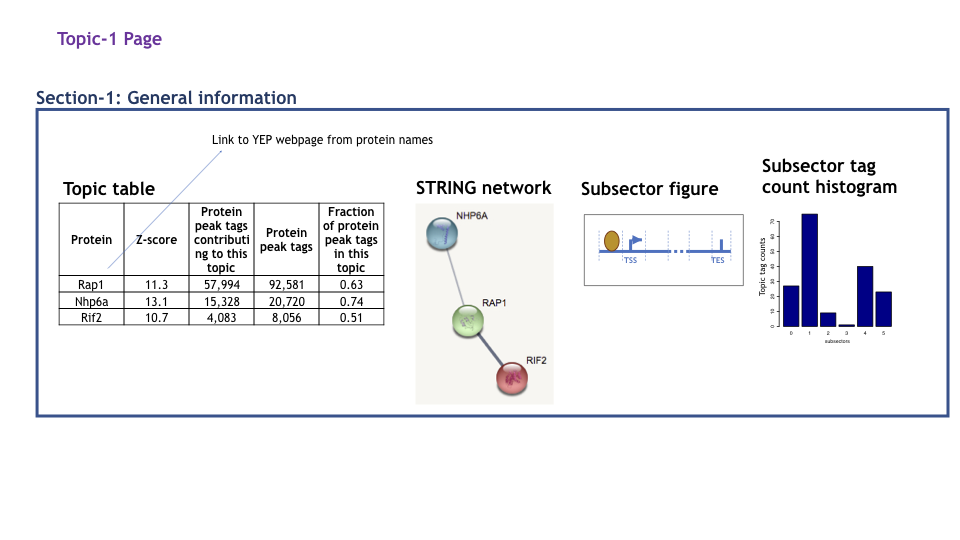 Topic-1 Page
Section-1: General information
Link to YEP webpage from protein names
Topic table
Protein
Z-score
Protein
peak tags
contributi
ng to this
topic
Protein
peak tags
Fraction
of protein
peak tags
in this
topic
Rap1 11.3 57,994 92,581 0.63
Nhp6a 13.1 15,328 20,720 0.74
Rif2 10.7 4,083 8,056 0.51
STRING network
NHP6A
RAP1
RIF2
Subsector figure
TSS
TES
Subsector tag
count histogram
Topic tag counts
70
60
50
40
30
20
10
0
0 1 2 3 4 5
subsectors